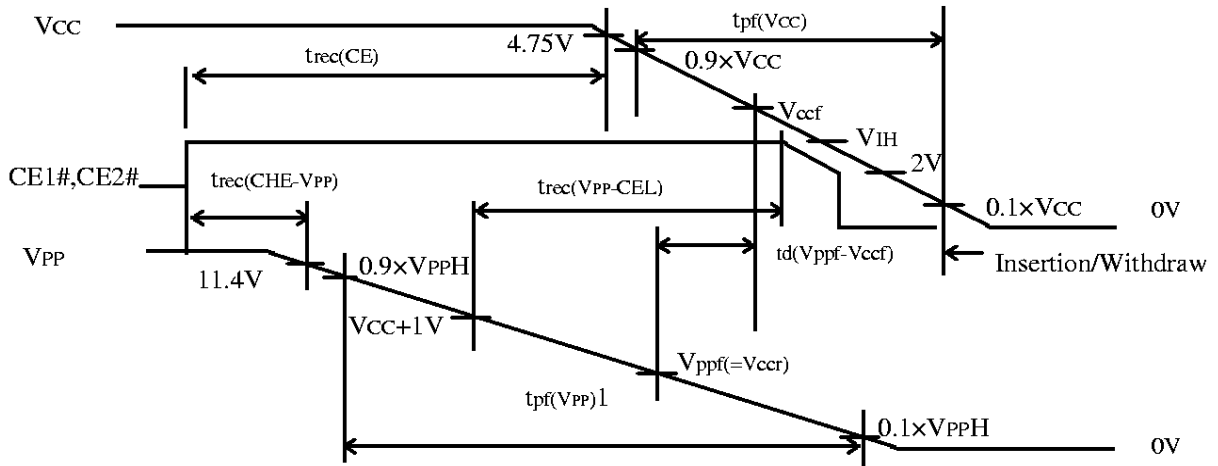 VCC
tpf(VCC)
4.75V
0.9×VCC
trec(CE)
Vccf
VIH
2V
CE1#,CE2#
trec(CHE-VPP)
trec(VPP-CEL)
0.1×VCC
0V
VPP
td(Vppf-Vccf)
11.4V
0.9×VPPH
Insertion/Withdraw
VCC+1V
Vppf(=Vccr)
tpf(VPP)1
0.1×VPPH
0V